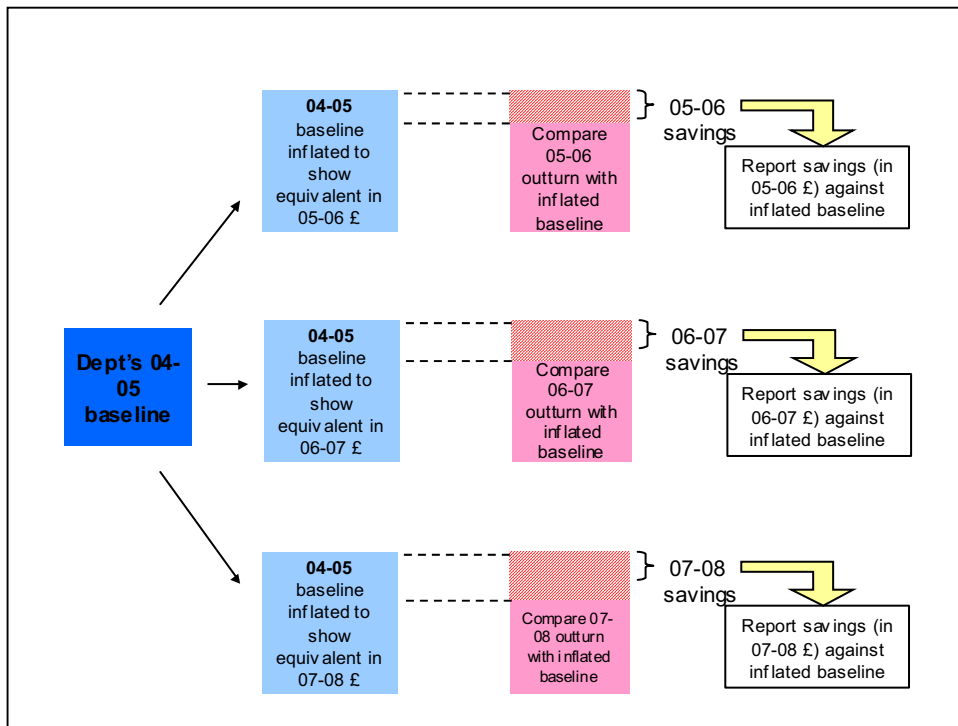 Dept's 04-
05
baseline
04-05
baseline
inflated to
show
equivalent in
05-06 £
Compare
05-06
outturn with
inflated
baseline
05-06
savings
Report savings (in
05-06 £) against
inflated baseline
04-05
baseline
inflated to
show
equivalent in
06-07 £
Compare
06-07
outturn with
inflated
baseline
06-07
savings
Report savings (in
06-07 £) against
inflated baseline
04-05
baseline
inflated to
show
equivalent in
07-08 £
Compare 07-
08 outturn
with inflated
baseline
07-08
savings
Report savings (in
07-08 £) against
inflated baseline